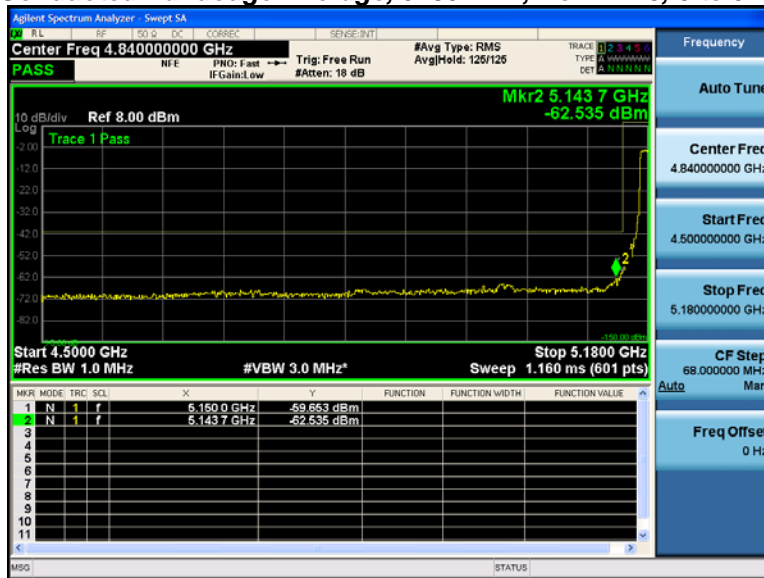 Agilent Spectrum Analyzer - Swept SA
RL RF 50 Ω DC CORREC SENSE:INT
Center Freq 4.840000000 GHz
PASS
NFE PNO: Fast
IFGain:Low
Trig: Free Run
#Atten: 18 dB
#Avg Type: RMS
Avg|Hold: 125/125
TRACE 1 2 3 4 5 6
TYPE A WWWWW
DET A N N N N N
Mkr2 5.143 7 GHz
-62.535 dBm
10 dB/div Ref 8.00 dBm
Log
Trace 1 Pass
-2.00
-12.0
-22.0
-32.0
-42.0
-52.0
-62.0
-72.0
-82.0
2
-150.00 dBm
Start 4.5000 GHz Stop 5.1800 GHz
#Res BW 1.0 MHz #VBW 3.0 MHz* Sweep 1.160 ms (601 pts)
MKR MODE TRC SCL X Y FUNCTION FUNCTION WIDTH FUNCTION VALUE
1 N 1 f 5.150 0 GHz -59.653 dBm
2 N 1 f 5.143 7 GHz -62.535 dBm
3
4
5
6
7
8
9
10
11
MSG STATUS
Frequency
Auto Tune
Center Freq
4.840000000 GHz
Start Freq
4.500000000 GHz
Stop Freq
5.180000000 GHz
CF Step
68.000000 MHz
Auto Man
Freq Offset
0 Hz